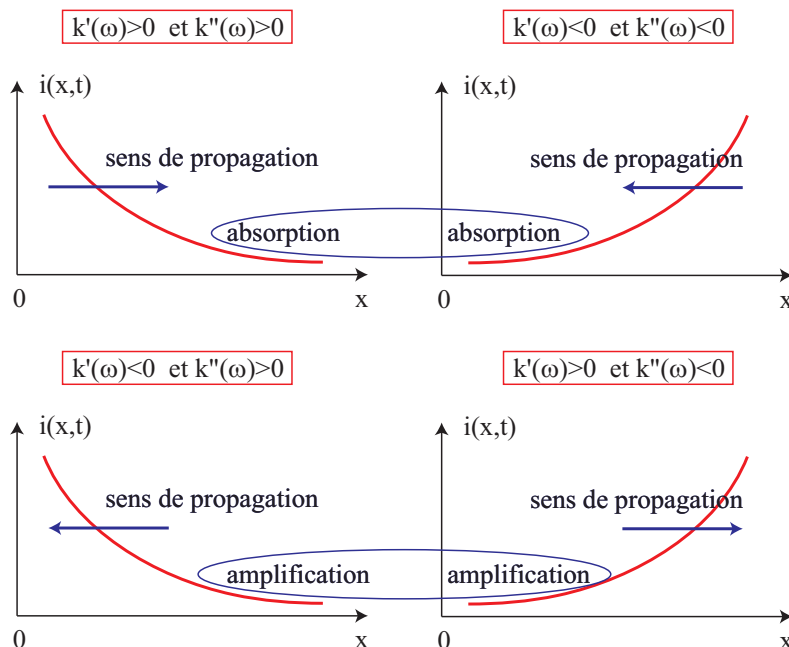 k'(ω)>0 et k"(ω)>0
k'(ω)<0 et k"(ω)<0
i(x,t)
i(x,t)
sens de propagation
sens de propagation
absorption
absorption
0
x
0
x
k'(ω)<0 et k"(ω)>0
k'(ω)>0 et k"(ω)<0
i(x,t)
i(x,t)
sens de propagation
sens de propagation
amplification
amplification
0
x
0
x